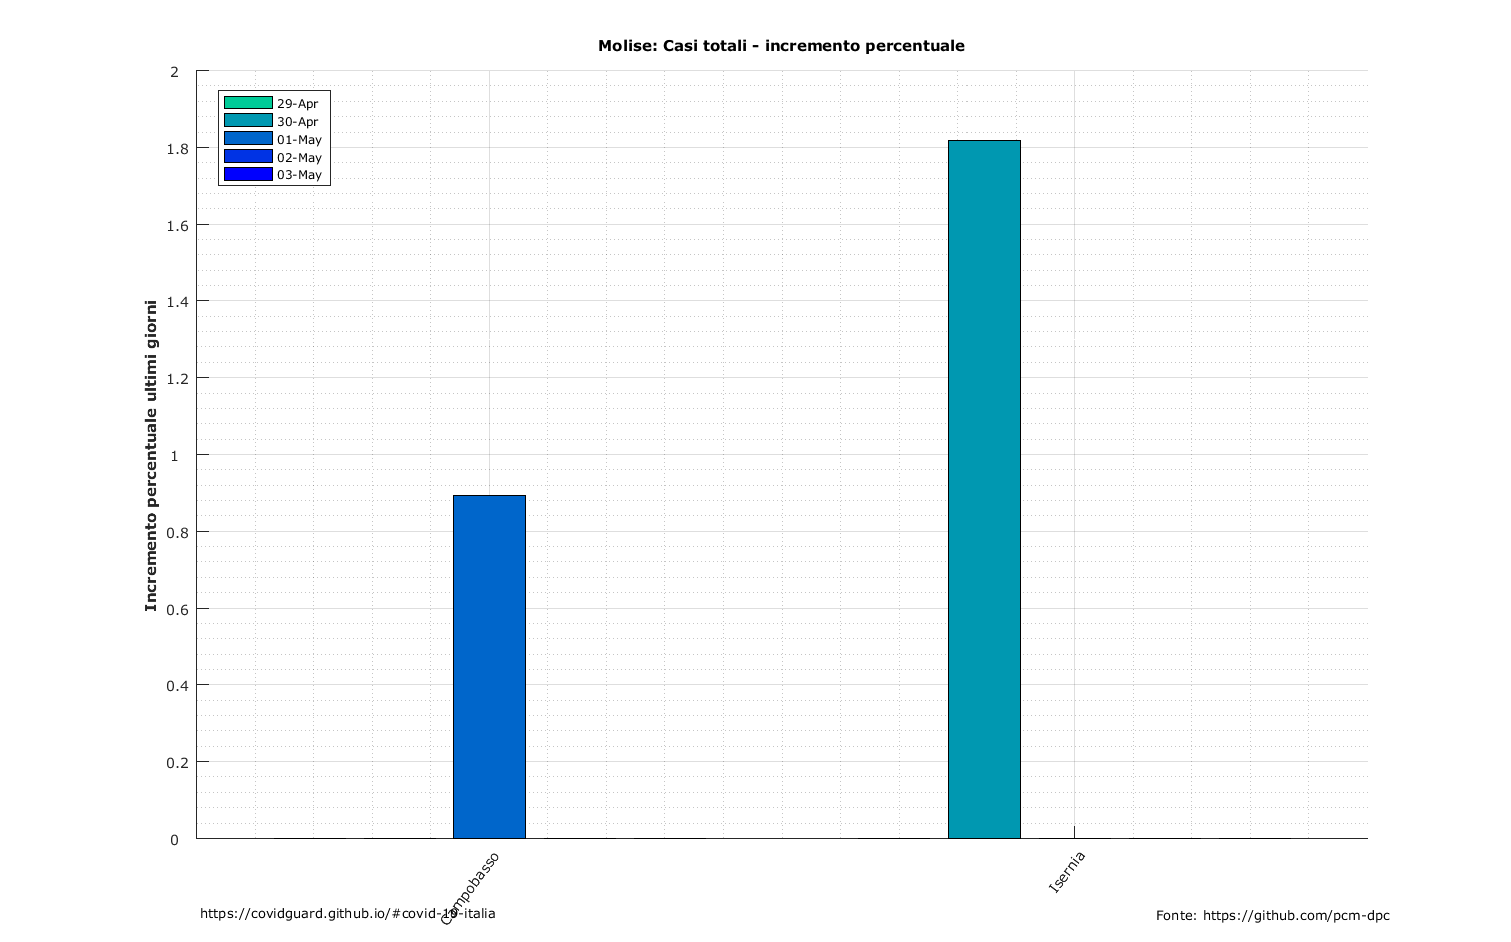 Molise: Casi totali - incremento percentuale
Incremento percentuale ultimi giorni
2
1.8
1.6
1.4
1.2
1
0.8
0.6
0.4
0.2
0
29-Apr
30-Apr
01-May
02-May
03-May
Campobasso
Isernia
https://covidguard.github.io/#covid-19-italia
Fonte: https://github.com/pcm-dpc